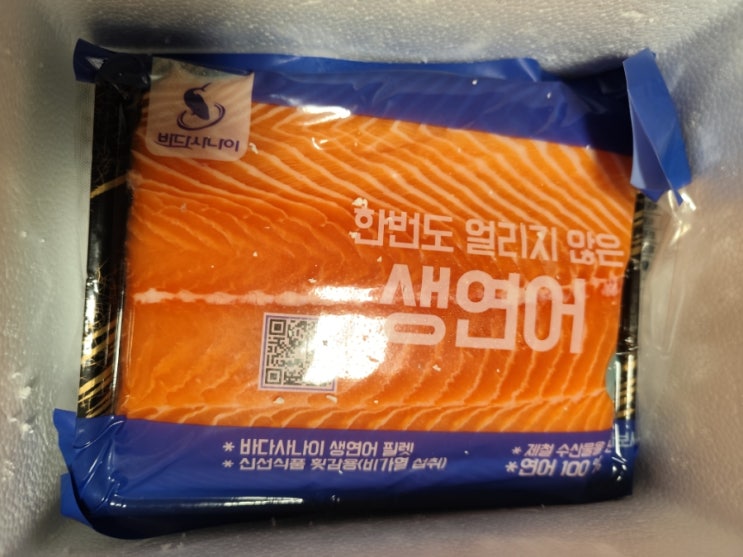 바다사나이
한번도 얼리지 않은
생연어
* 바다사나이 생연어 필렛
* 신선식품 횟감용(비가열 섭취)
* 제철 수산물을
* 연어 100%